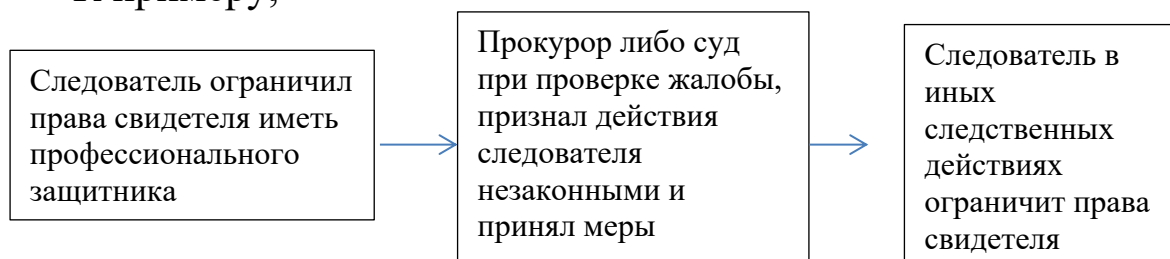 К примеру,
Следователь ограничил
права свидетеля иметь
профессионального
защитника
Прокурор либо суд
при проверке жалобы,
признал действия
следователя
незаконными и
принял меры
Следователь в
иных
следственных
действиях
ограничит права
свидетеля